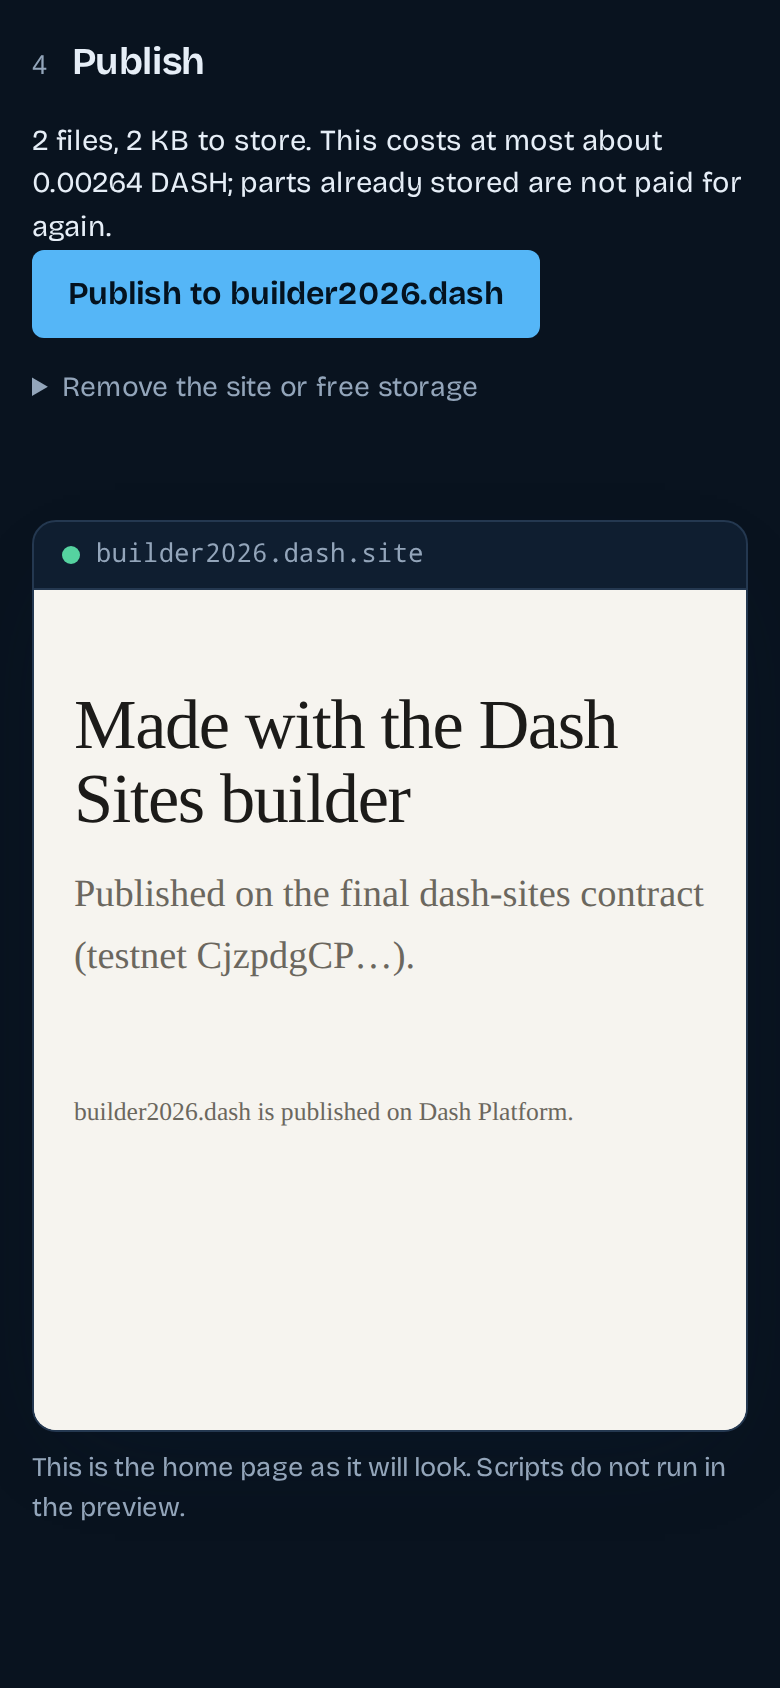 4 Publish
2 files, 2 KB to store. This costs at most about
0.00264 DASH; parts already stored are not paid for
again.
Publish to builder2026.dash
Remove the site or free storage
builder2026.dash.site
Made with the Dash
Sites builder
Published on the final dash-sites contract
(testnet CjzpdgCP…).
builder2026.dash is published on Dash Platform.
This is the home page as it will look. Scripts do not run in
the preview.